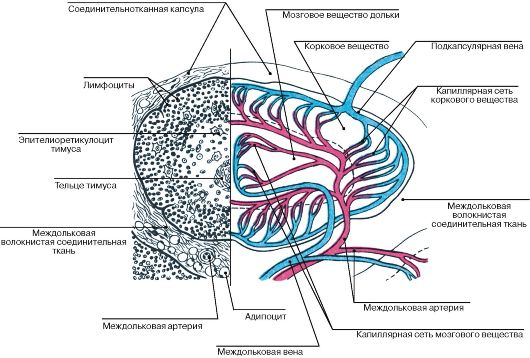 Соединительнотканная капсула
Мозговое вещество дольки
Корковое вещество
Подкапсулярная вена
Лимфоциты
Капиллярная сеть
коркового вещества
Эпителиоретикулоцит
тимуса
Тельце тимуса
Междольковая
волокнистая соединительная
ткань
Междольковая
волокнистая
соединительная ткань
Междольковая артерия
Адипоцит
Междольковая артерия
Капиллярная сеть мозгового вещества
Междольковая вена